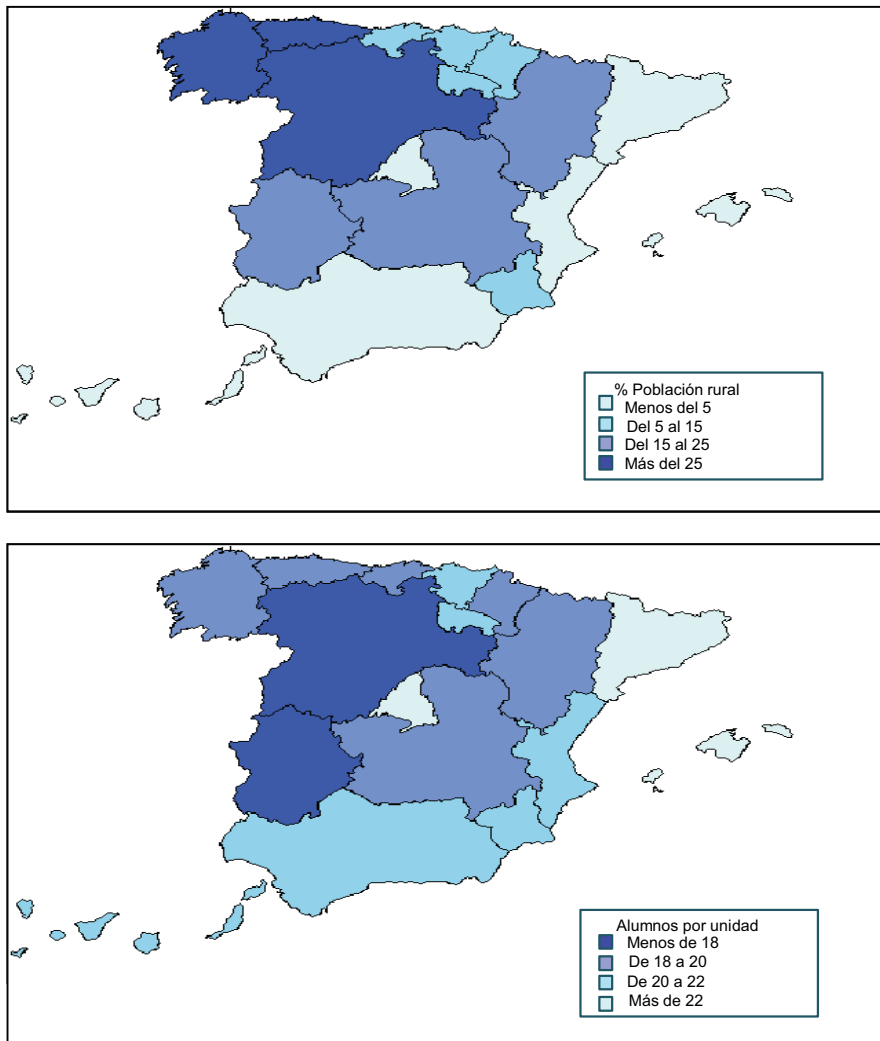 % Población rural
Menos del 5
Del 5 al 15
Del 15 al 25
Más del 25
Alumnos por unidad
Menos de 18
De 18 a 20
De 20 a 22
Más de 22